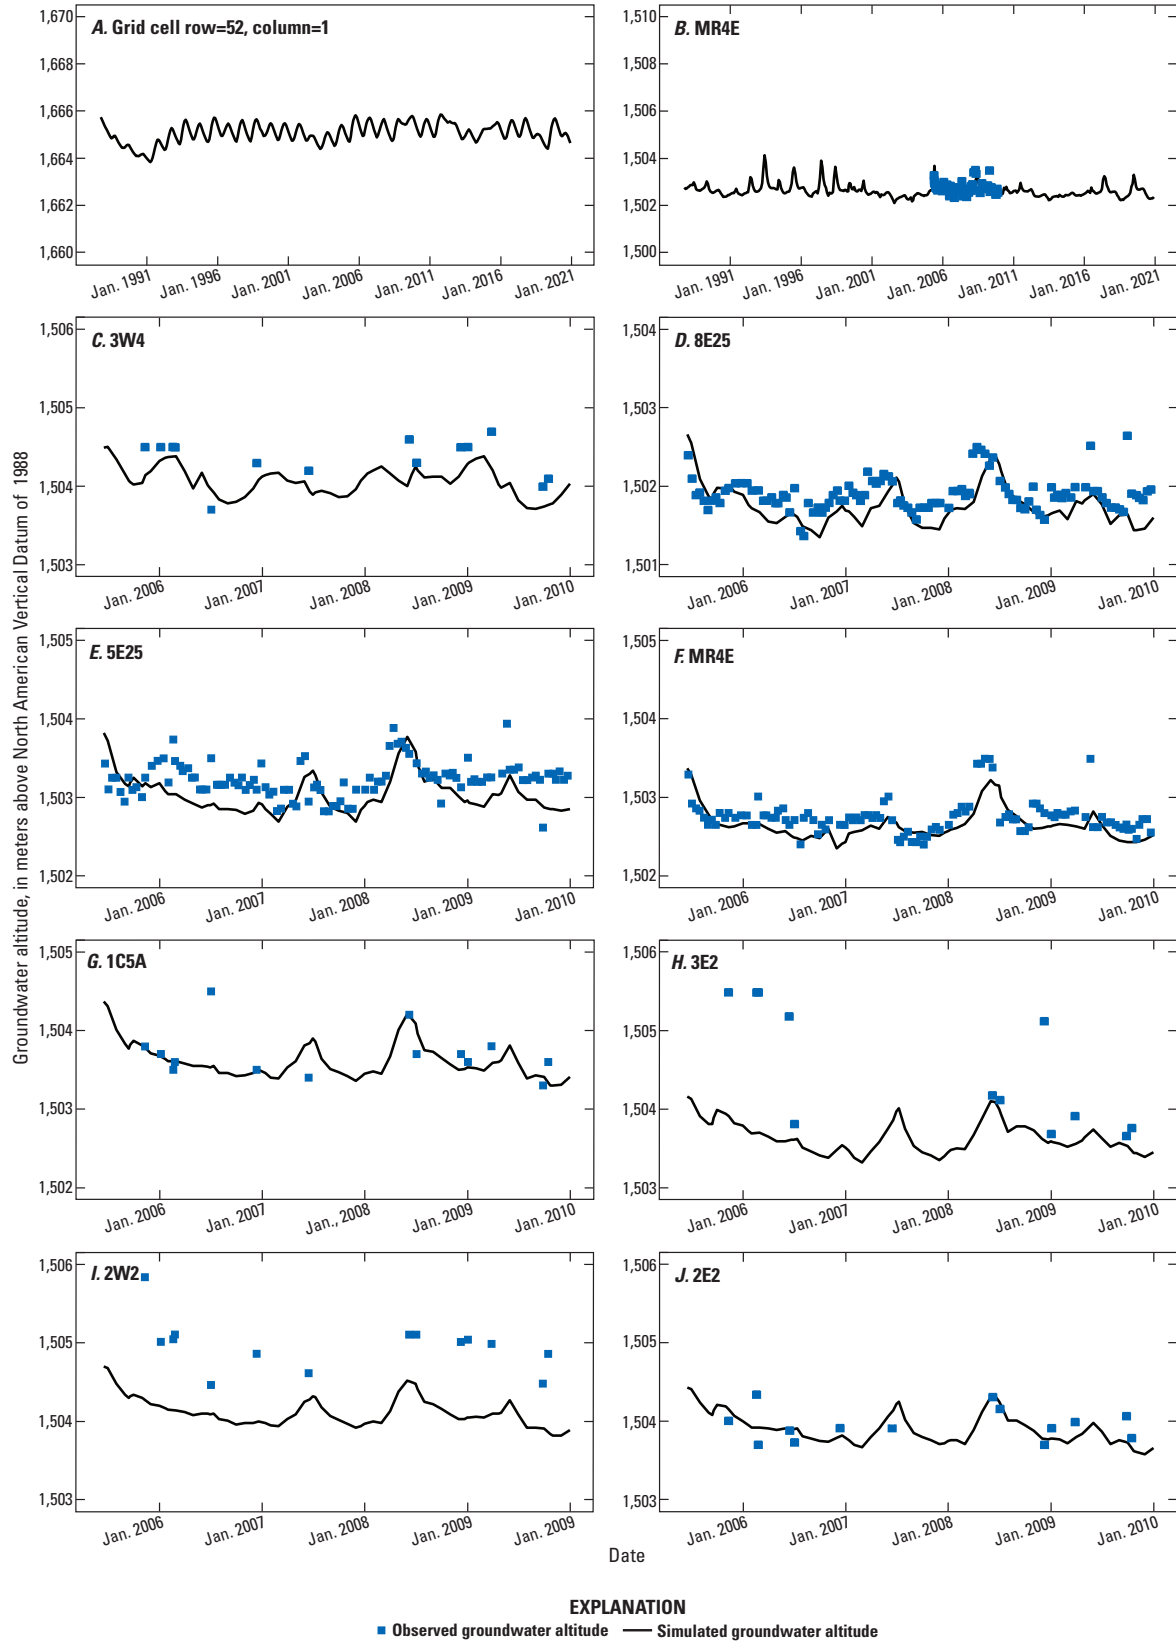 Groundwater altitude, in meters above North American Vertical Datum of 1988
A. Grid cell row=52, column=1
1,670
1,668
1,666
1,664
1,662
1,660
Jan. 1991 Jan. 1996 Jan. 2001 Jan. 2006 Jan. 2011 Jan. 2016 Jan. 2021
B. MR4E
1,510
1,508
1,506
1,504
1,502
1,500
Jan. 1991 Jan. 1996 Jan. 2001 Jan. 2006 Jan. 2011 Jan. 2016 Jan. 2021
C. 3W4
1,506
1,505
1,504
1,503
Jan. 2006 Jan. 2007 Jan. 2008 Jan. 2009 Jan. 2010
D. 8E25
1,504
1,503
1,502
1,501
Jan. 2006 Jan. 2007 Jan. 2008 Jan. 2009 Jan. 2010
E. 5E25
1,505
1,504
1,503
1,502
Jan. 2006 Jan. 2007 Jan. 2008 Jan. 2009 Jan. 2010
F. MR4E
1,505
1,504
1,503
1,502
Jan. 2006 Jan. 2007 Jan. 2008 Jan. 2009 Jan. 2010
G. 1C5A
1,505
1,504
1,503
1,502
Jan. 2006 Jan. 2007 Jan., 2008 Jan. 2009 Jan. 2010
H. 3E2
1,506
1,505
1,504
1,503
Jan. 2006 Jan. 2007 Jan. 2008 Jan. 2009 Jan. 2010
I. 2W2
1,506
1,505
1,504
1,503
Jan. 2006 Jan. 2007 Jan. 2008 Jan. 2009 Jan. 2009
J. 2E2
1,506
1,505
1,504
1,503
Jan. 2006 Jan. 2007 Jan. 2008 Jan. 2009 Jan. 2010
Date
EXPLANATION
Observed groundwater altitude Simulated groundwater altitude